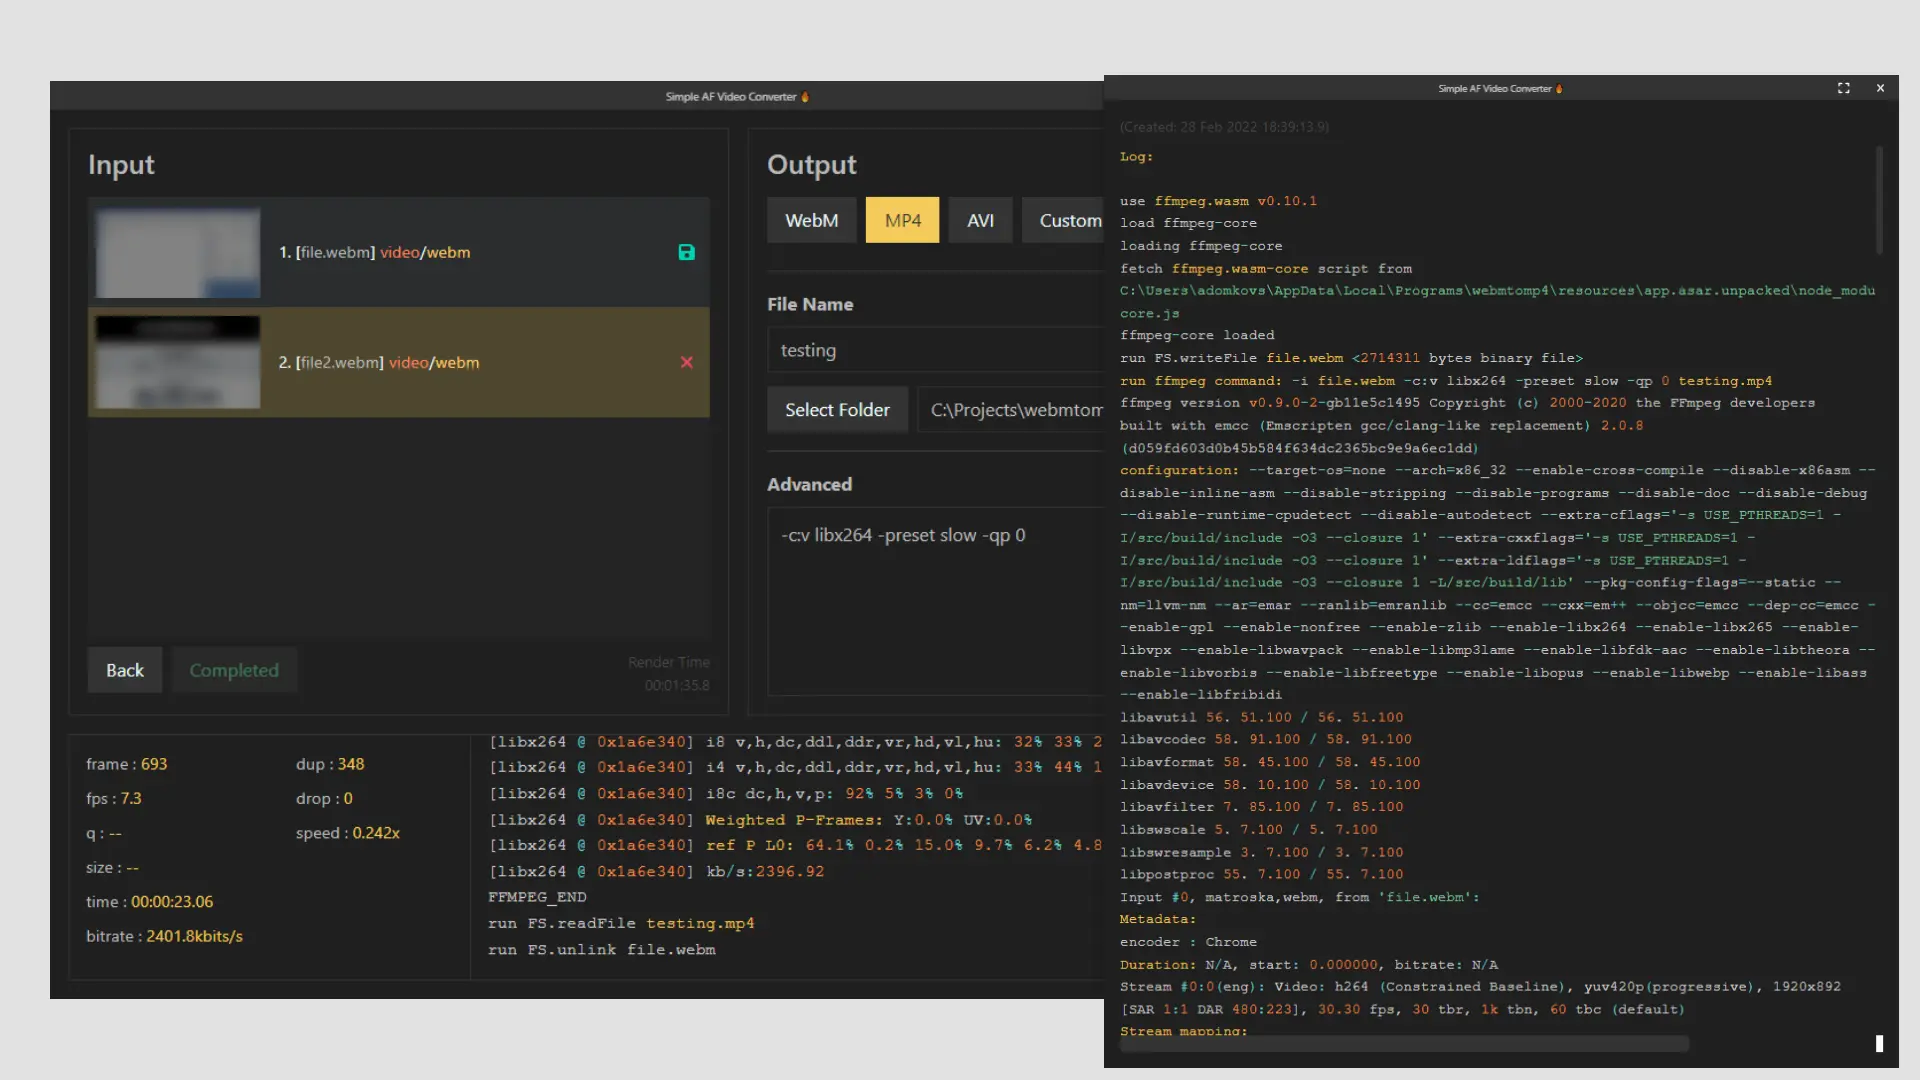 Simple AF Video Converter
Input
1. [file.webm] video/webm
2. [file2.webm] video/webm
Back
Completed
Render Time
00:01:35.8
Output
WebM
MP4
AVI
Custom
File Name
testing
Select Folder
C:\Projects\webmtom
Advanced
-c:v libx264 -preset slow -qp 0
frame : 693
dup : 348
fps : 7.3
drop : 0
q : --
speed : 0.242x
size : --
time : 00:00:23.06
bitrate : 2401.8kbits/s
[libx264 @ 0x1a6e340] i8 v,h,dc,ddl,ddr,vr,hd,vl,hu: 32% 33% 2
[libx264 @ 0x1a6e340] i4 v,h,dc,ddl,ddr,vr,hd,vl,hu: 33% 44% 1
[libx264 @ 0x1a6e340] i8c dc,h,v,p: 92% 5% 3% 0%
[libx264 @ 0x1a6e340] Weighted P-Frames: Y:0.0% UV:0.0%
[libx264 @ 0x1a6e340] ref P L0: 64.1% 0.2% 15.0% 9.7% 6.2% 4.8
[libx264 @ 0x1a6e340] kb/s:2396.92
FFMPEG_END
run FS.readFile testing.mp4
run FS.unlink file.webm
Simple AF Video Converter
(Created: 28 Feb 2022 18:39:13.9)
Log:
use ffmpeg.wasm v0.10.1
load ffmpeg-core
loading ffmpeg-core
fetch ffmpeg.wasm-core script from
C:\Users\adomkovs\AppData\Local\Programs\webmtomp4\resources\app.asar.unpacked\node_modu
core.js
ffmpeg-core loaded
run FS.writeFile file.webm <2714311 bytes binary file>
run ffmpeg command: -i file.webm -c:v libx264 -preset slow -qp 0 testing.mp4
ffmpeg version v0.9.0-2-gb11e5c1495 Copyright (c) 2000-2020 the FFmpeg developers
built with emcc (Emscripten gcc/clang-like replacement) 2.0.8
(d059fd603d0b45b584f634dc2365bc9e9a6ec1dd)
configuration: --target-os=none --arch=x86_32 --enable-cross-compile --disable-x86asm --
disable-inline-asm --disable-stripping --disable-programs --disable-doc --disable-debug
--disable-runtime-cpudetect --disable-autodetect --extra-cflags='-s USE_PTHREADS=1 -
I/src/build/include -O3 --closure 1' --extra-cxxflags='-s USE_PTHREADS=1 -
I/src/build/include -O3 --closure 1' --extra-ldflags='-s USE_PTHREADS=1 -
I/src/build/include -O3 --closure 1 -L/src/build/lib' --pkg-config-flags=--static --
nm=llvm-nm --ar=emar --ranlib=emranlib --cc=emcc --cxx=em++ --objcc=emcc --dep-cc=emcc -
-enable-gpl --enable-nonfree --enable-zlib --enable-libx264 --enable-libx265 --enable-
libvpx --enable-libwavpack --enable-libmp3lame --enable-libfdk-aac --enable-libtheora --
enable-libvorbis --enable-libfreetype --enable-libopus --enable-libwebp --enable-libass
--enable-libfribidi
libavutil 56. 51.100 / 56. 51.100
libavcodec 58. 91.100 / 58. 91.100
libavformat 58. 45.100 / 58. 45.100
libavdevice 58. 10.100 / 58. 10.100
libavfilter 7. 85.100 / 7. 85.100
libswscale 5. 7.100 / 5. 7.100
libswresample 3. 7.100 / 3. 7.100
libpostproc 55. 7.100 / 55. 7.100
Input #0, matroska,webm, from 'file.webm':
Metadata:
encoder : Chrome
Duration: N/A, start: 0.000000, bitrate: N/A
Stream #0:0(eng): Video: h264 (Constrained Baseline), yuv420p(progressive), 1920x892
[SAR 1:1 DAR 480:223], 30.30 fps, 30 tbr, 1k tbn, 60 tbc (default)
Stream mapping: